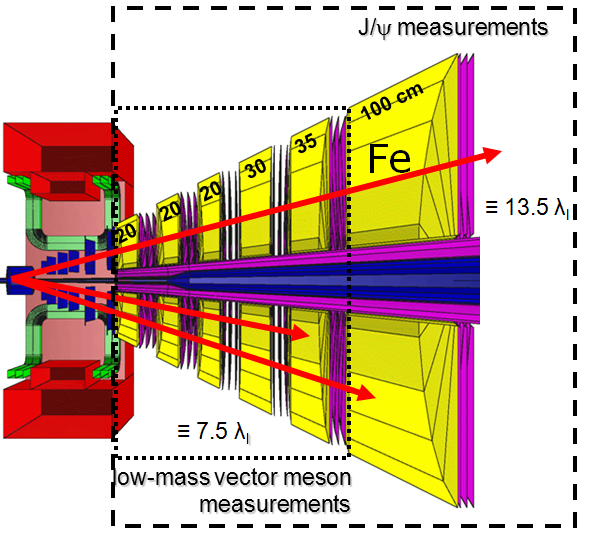 J/ψ measurements
100 cm
35
30
20
20
20
Fe
≡ 13.5 λI
≡ 7.5 λI
low-mass vector meson
measurements